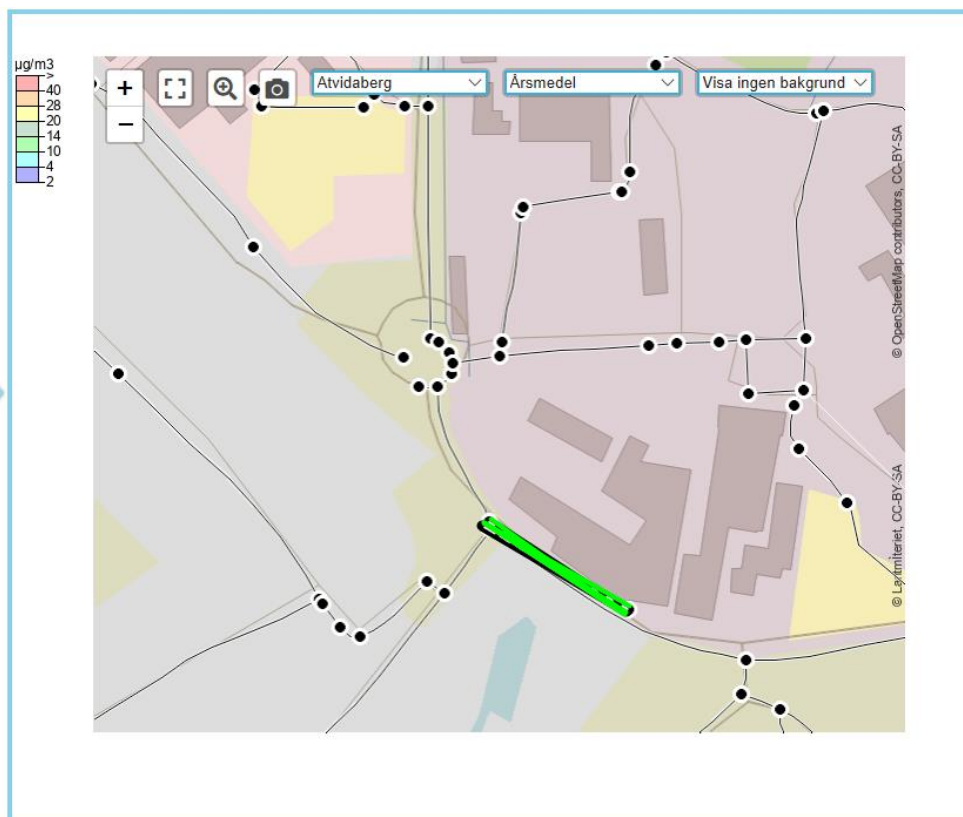 µg/m3
>
40
28
20
14
10
4
2
+
−
Atvidaberg
Årsmedel
Visa ingen bakgrund
© OpenStreetMap contributors, CC-BY-SA
© Lantmäteriet, CC-BY-SA